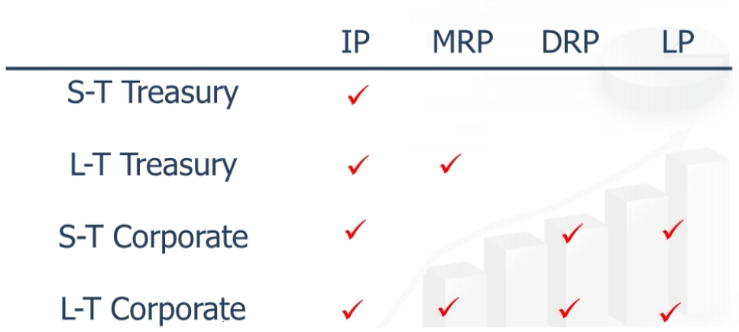 IP MRP DRP LP
S-T Treasury ✓
L-T Treasury ✓ ✓
S-T Corporate ✓ ✓ ✓
L-T Corporate ✓ ✓ ✓ ✓